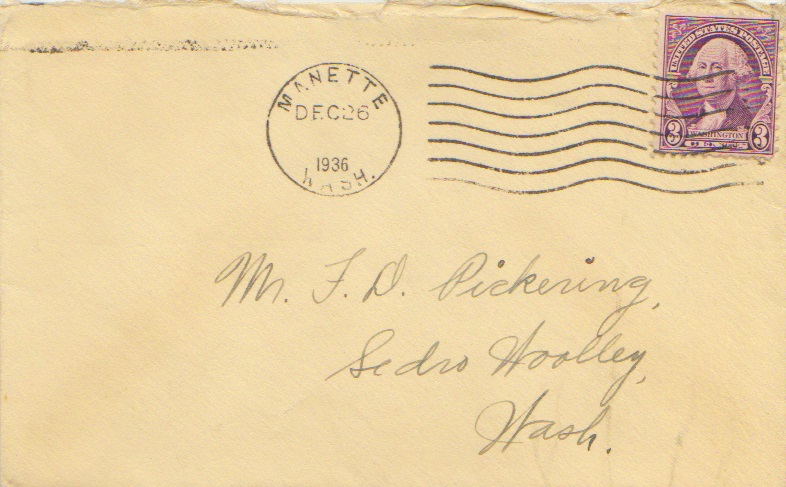 MANETTE
DEC 26
1936
WASH.
UNITED STATES POSTAGE
3 WASHINGTON 3
Mr. F. D. Pickering,
Sedro Woolley,
Wash.